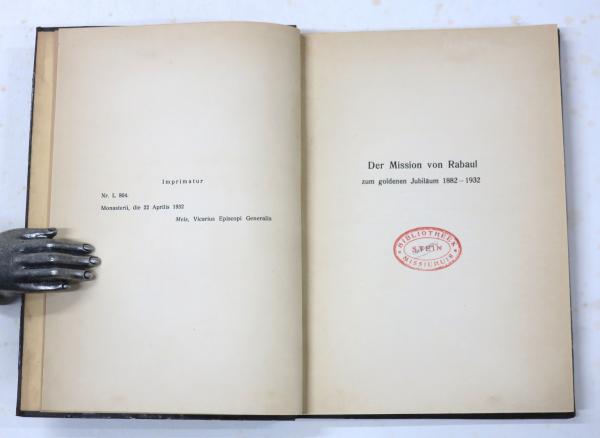 Imprimatur
Nr. L 804.
Monasterii, die 22 Aprilis 1932
Meis, Vicarius Episcopi Generalis
Der Mission von Rabaul
zum goldenen Jubiläum 1882–1932
BIBLIOTHEEK
STEIN
MISSIEHUIS